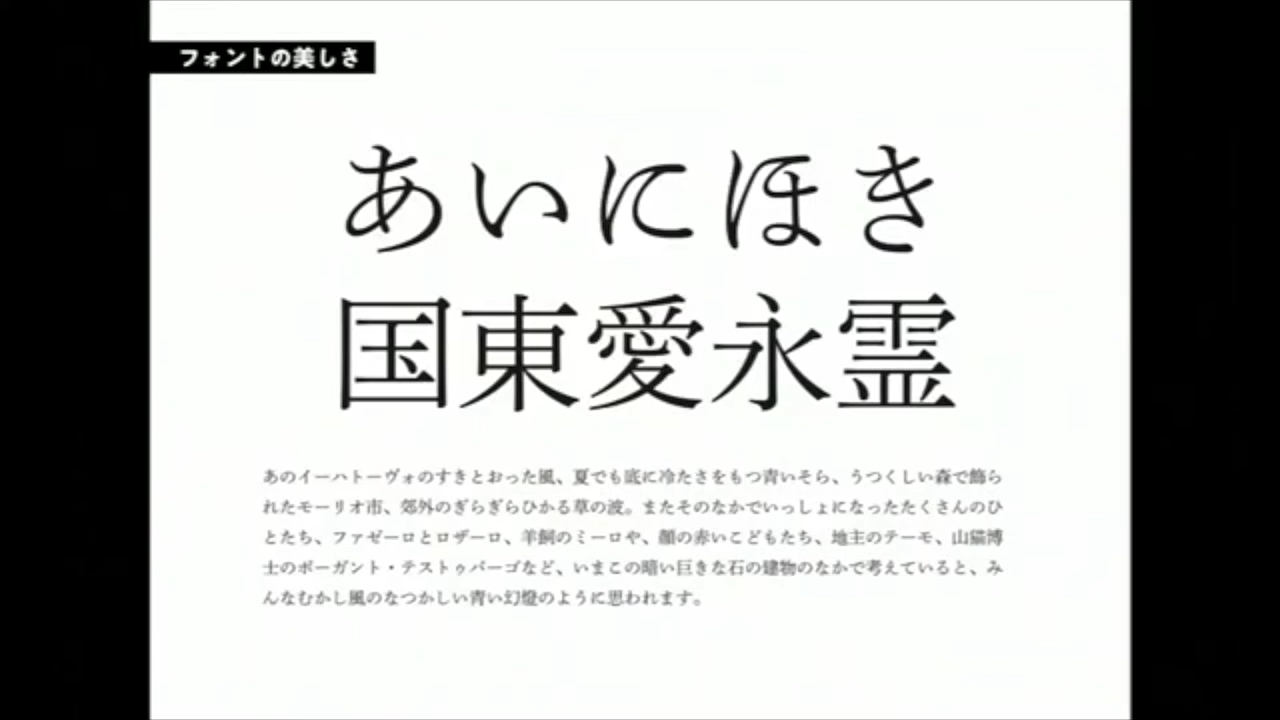 フォントの美しさ
あいにほき
国東愛永霊
あのイーハトーヴォのすきとおった風、夏でも底に冷たさをもつ青いそら、うつくしい森で飾ら
れたモーリオ市、郊外のぎらぎらひかる草の波。またそのなかでいっしょになったたくさんのひ
とたち、ファゼーロとロザーロ、羊飼のミーロや、顔の赤いこどもたち、地主のテーモ、山猫博
士のボーガント・デストゥパーゴなど、いまこの暗い巨きな石の建物のなかで考えていると、み
んなむかし風のなつかしい青い幻燈のように思われます。